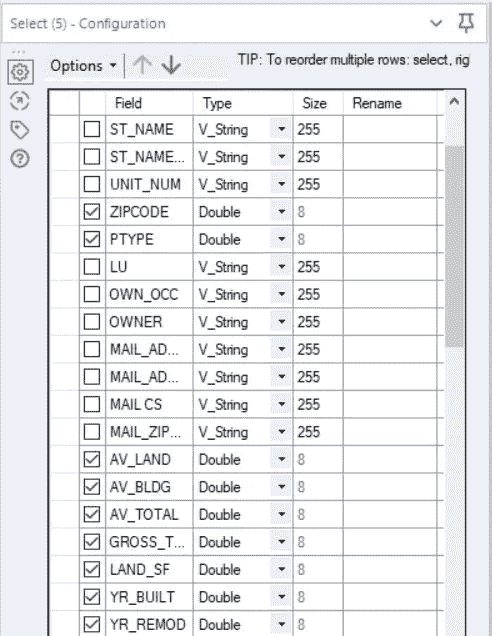 Select (5) - Configuration
Options
TIP: To reorder multiple rows: select, rig
Field Type Size Rename
ST_NAME V_String 255
ST_NAME... V_String 255
UNIT_NUM V_String 255
ZIPCODE Double 8
PTYPE Double 8
LU V_String 255
OWN_OCC V_String 255
OWNER V_String 255
MAIL_AD... V_String 255
MAIL_AD... V_String 255
MAIL CS V_String 255
MAIL_ZIP... V_String 255
AV_LAND Double 8
AV_BLDG Double 8
AV_TOTAL Double 8
GROSS_T... Double 8
LAND_SF Double 8
YR_BUILT Double 8
YR_REMOD Double 8